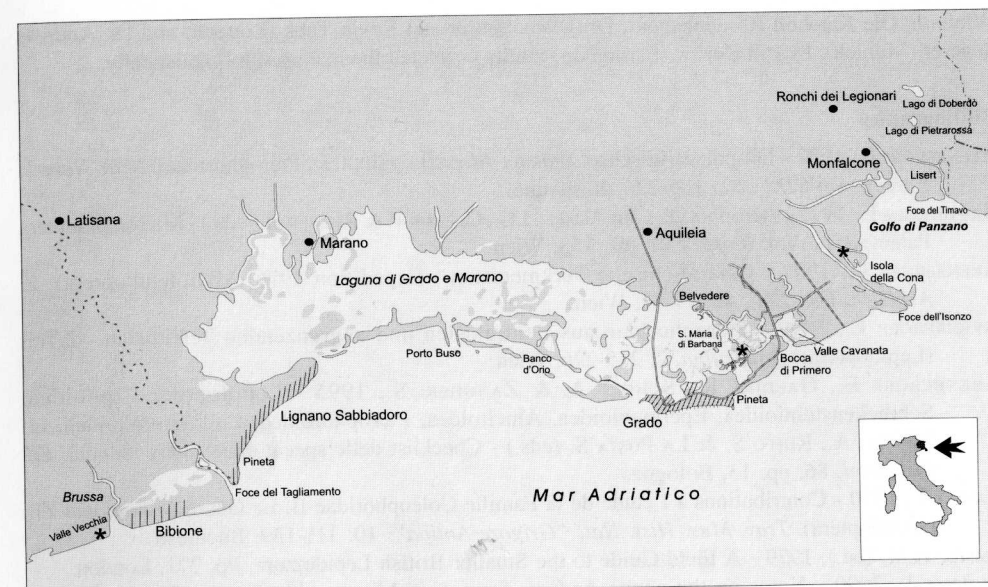 Ronchi dei Legionari
Lago di Doberdò
Lago di Pietrarossa
Monfalcone
Lisert
Foce del Timavo
Latisana
Golfo di Panzano
Aquileia
Marano
Isola
della Cona
Laguna di Grado e Marano
Belvedere
Foce dell'Isonzo
S. Maria
di Barbana
Porto Buso
Banco
d'Orio
Valle Cavanata
Bocca
di Primero
Pineta
Lignano Sabbiadoro
Grado
Pineta
Foce del Tagliamento
Brussa
Mar Adriatico
Valle Vecchia
Bibione